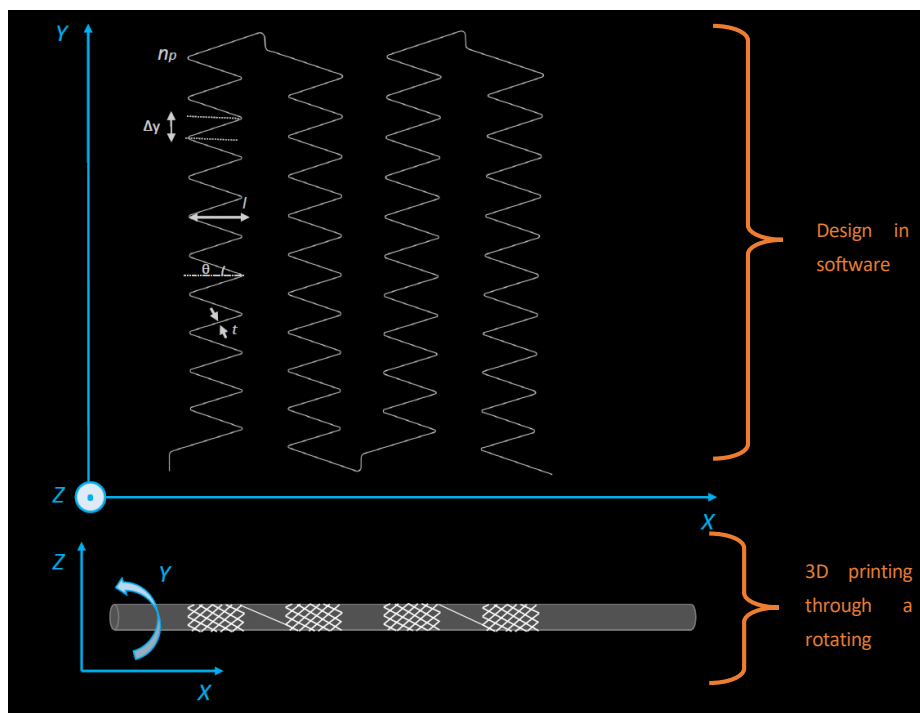 Y
nₚ
Δy
l
θ
t
Design in
software
Z
X
Z
Y
X
3D printing
through a
rotating